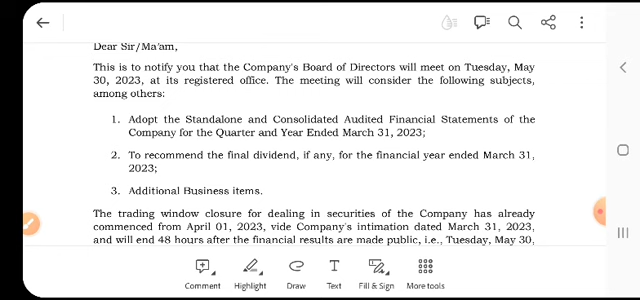 Dear Sir/Ma'am,
This is to notify you that the Company's Board of Directors will meet on Tuesday, May
30, 2023, at its registered office. The meeting will consider the following subjects,
among others:
1. Adopt the Standalone and Consolidated Audited Financial Statements of the
Company for the Quarter and Year Ended March 31, 2023;
2. To recommend the final dividend, if any, for the financial year ended March 31,
2023;
3. Additional Business items.
The trading window closure for dealing in securities of the Company has already
commenced from April 01, 2023, vide Company's intimation dated March 31, 2023,
and will end 48 hours after the financial results are made public, i.e., Tuesday, May 30,
Comment Highlight Draw Text Fill & Sign More tools